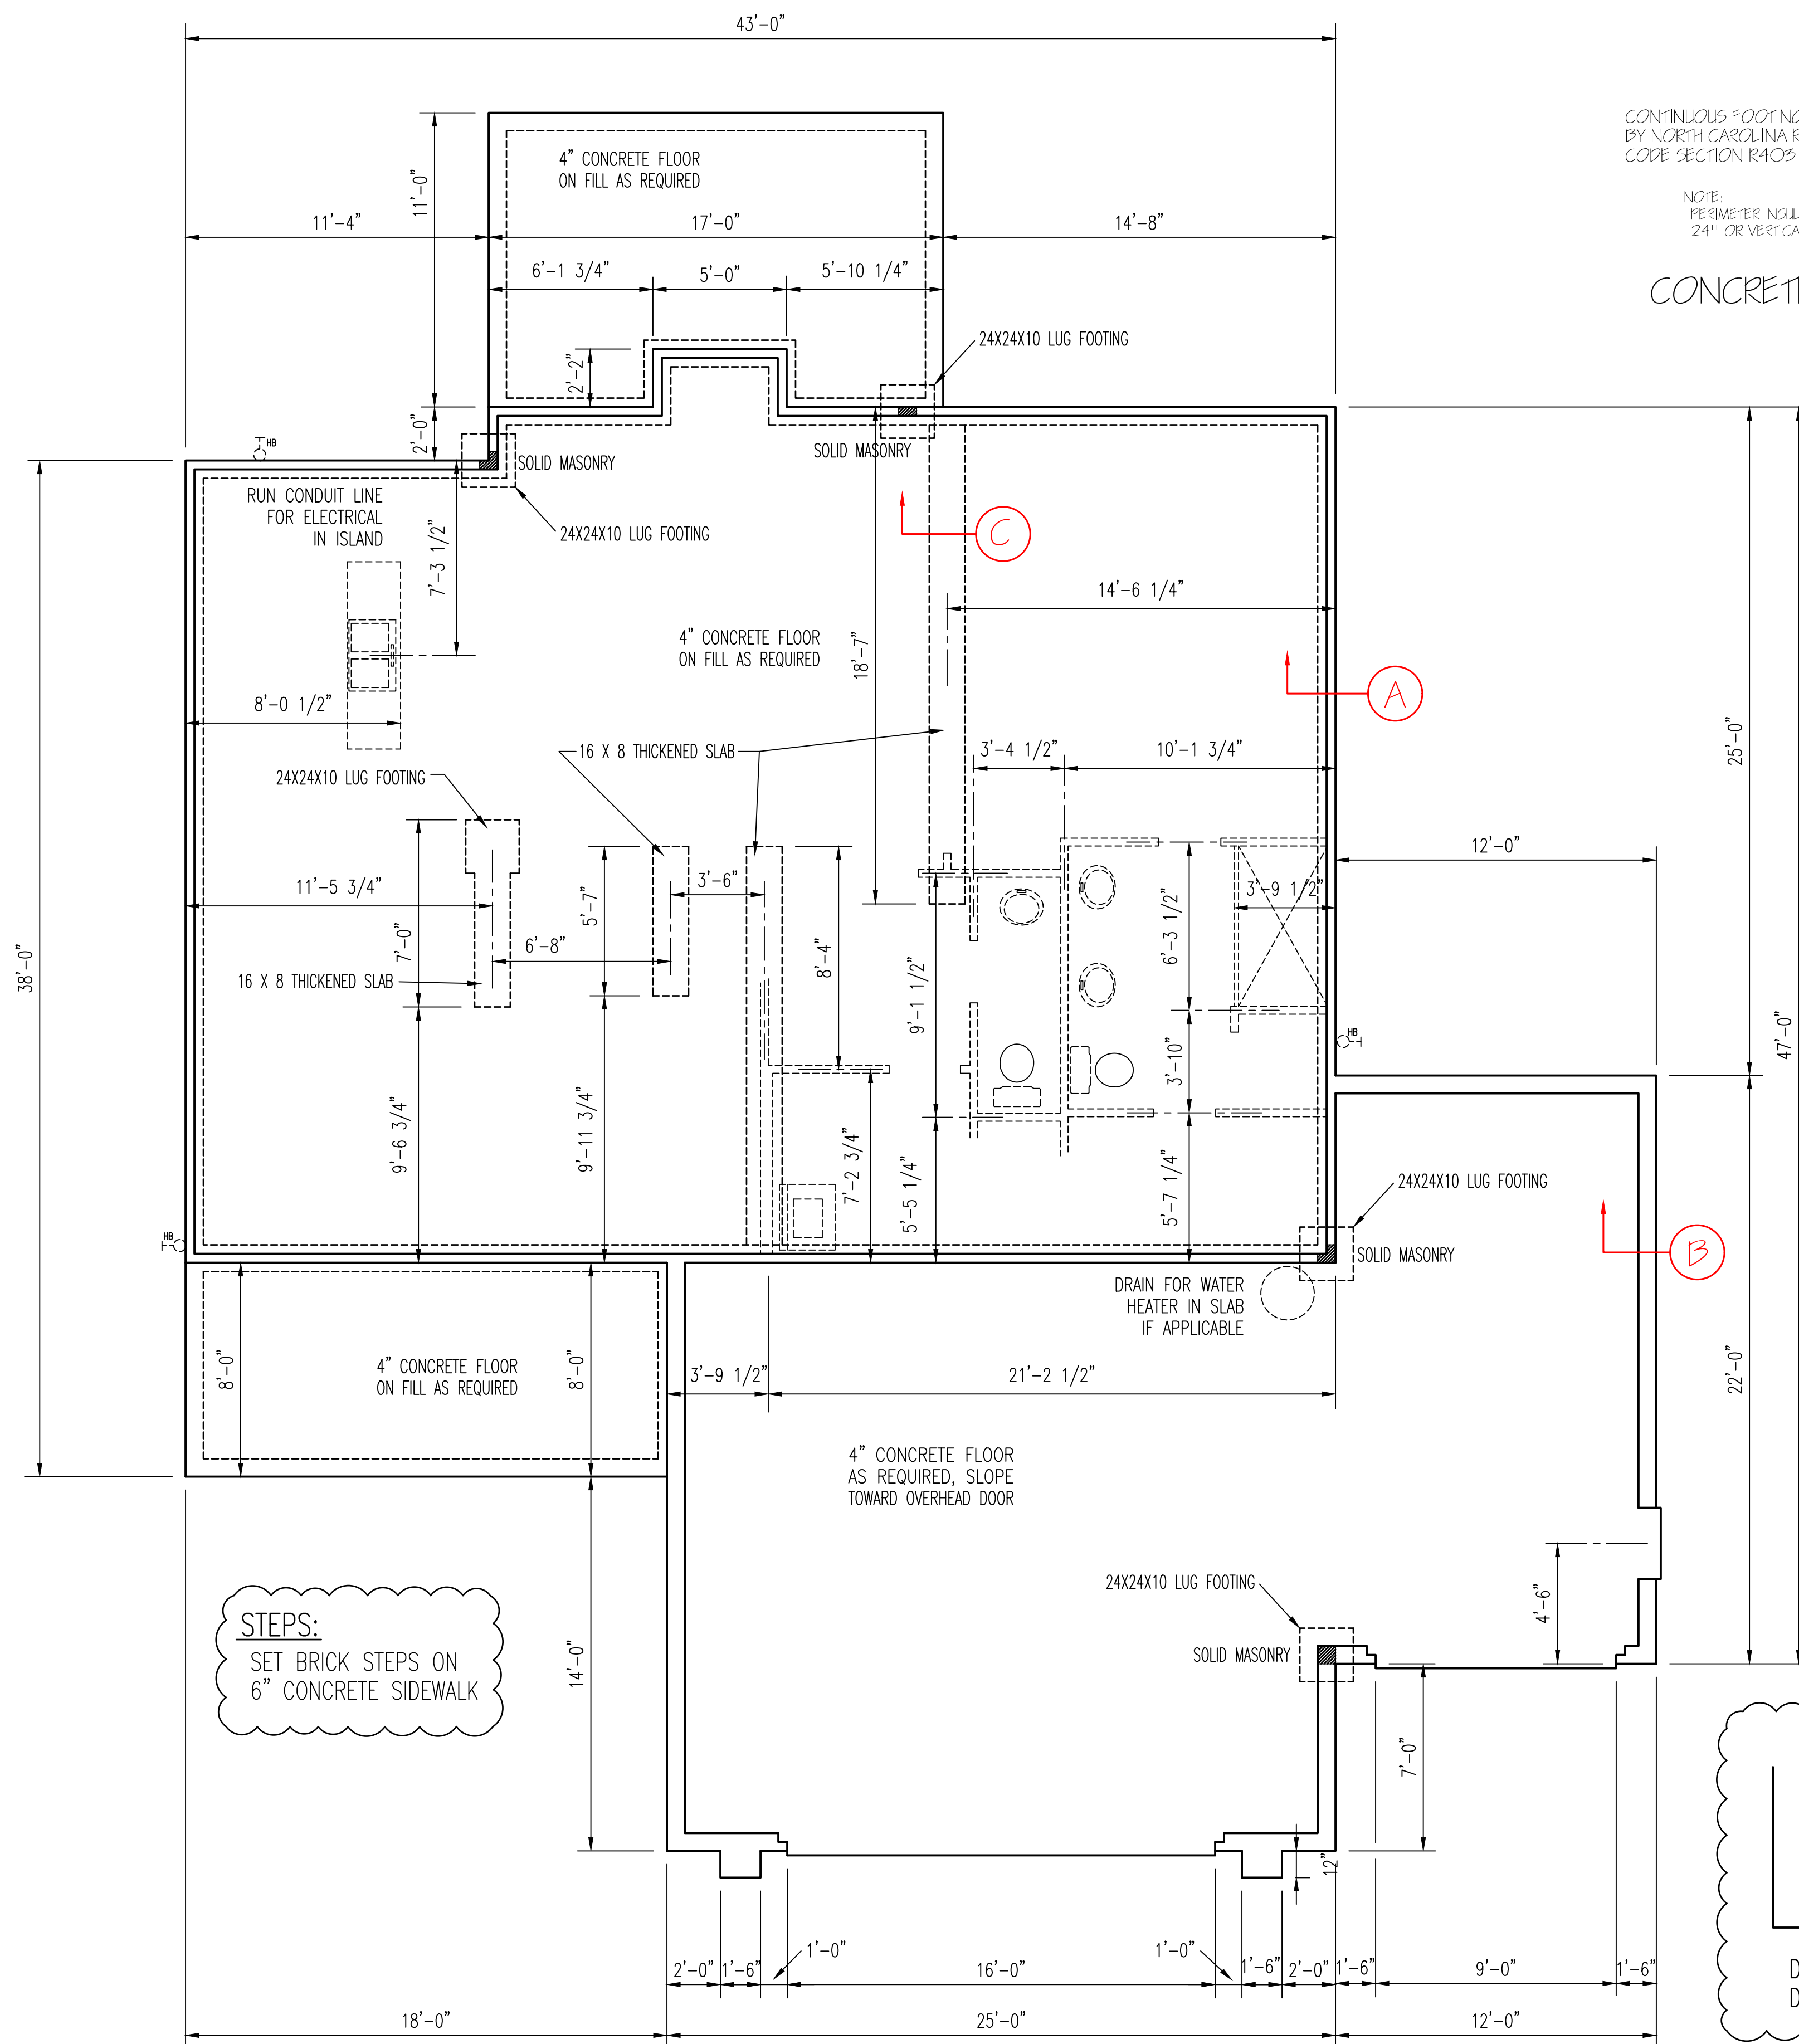 43'-0"
CONTINUOUS FOOTING
BY NORTH CAROLINA R
CODE SECTION R403
NOTE:
PERIMETER INSUL
24" OR VERTICA
CONCRET
4" CONCRETE FLOOR
ON FILL AS REQUIRED
11'-0"
11'-4"
17'-0"
14'-8"
6'-1 3/4"
5'-0"
5'-10 1/4"
2'-2"
24X24X10 LUG FOOTING
2'-0"
HB
SOLID MASONRY
SOLID MASONRY
RUN CONDUIT LINE
FOR ELECTRICAL
IN ISLAND
24X24X10 LUG FOOTING
7'-3 1/2"
C
14'-6 1/4"
4" CONCRETE FLOOR
ON FILL AS REQUIRED
18'-7"
A
8'-0 1/2"
16 X 8 THICKENED SLAB
3'-4 1/2"
10'-1 3/4"
25'-0"
24X24X10 LUG FOOTING
12'-0"
11'-5 3/4"
3'-6"
3'-9 1/2"
5'-7"
7'-0"
6'-8"
8'-4"
6'-3 1/2"
38'-0"
16 X 8 THICKENED SLAB
9'-1 1/2"
HB
47'-0"
3'-10"
9'-6 3/4"
9'-11 3/4"
7'-2 3/4"
5'-5 1/4"
5'-7 1/4"
24X24X10 LUG FOOTING
HB
SOLID MASONRY
B
DRAIN FOR WATER
HEATER IN SLAB
IF APPLICABLE
8'-0"
4" CONCRETE FLOOR
ON FILL AS REQUIRED
8'-0"
3'-9 1/2"
21'-2 1/2"
22'-0"
4" CONCRETE FLOOR
AS REQUIRED, SLOPE
TOWARD OVERHEAD DOOR
24X24X10 LUG FOOTING
4'-6"
STEPS:
SET BRICK STEPS ON
6" CONCRETE SIDEWALK
14'-0"
SOLID MASONRY
7'-0"
12"
1'-0"
1'-0"
2'-0"
1'-6"
16'-0"
1'-6"
2'-0"
1'-6"
9'-0"
1'-6"
D
D
18'-0"
25'-0"
12'-0"